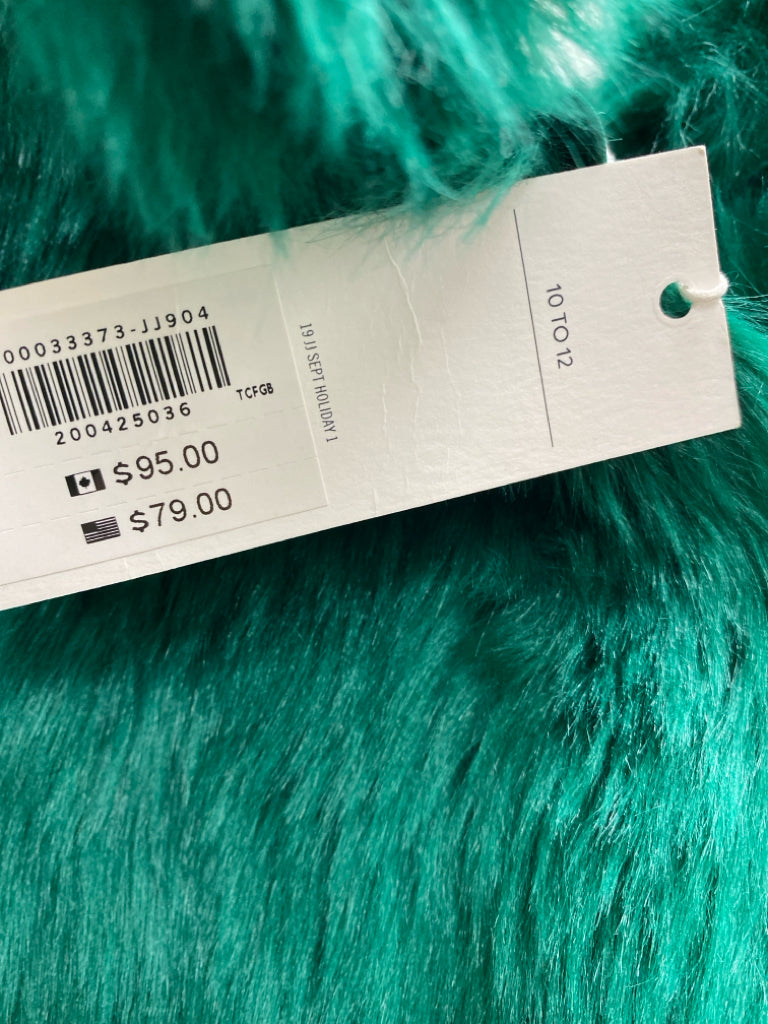 00033373-JJ904
200425036
TCFGB
$95.00
$79.00
19 JJ SEPT HOLIDAY 1
10 TO 12